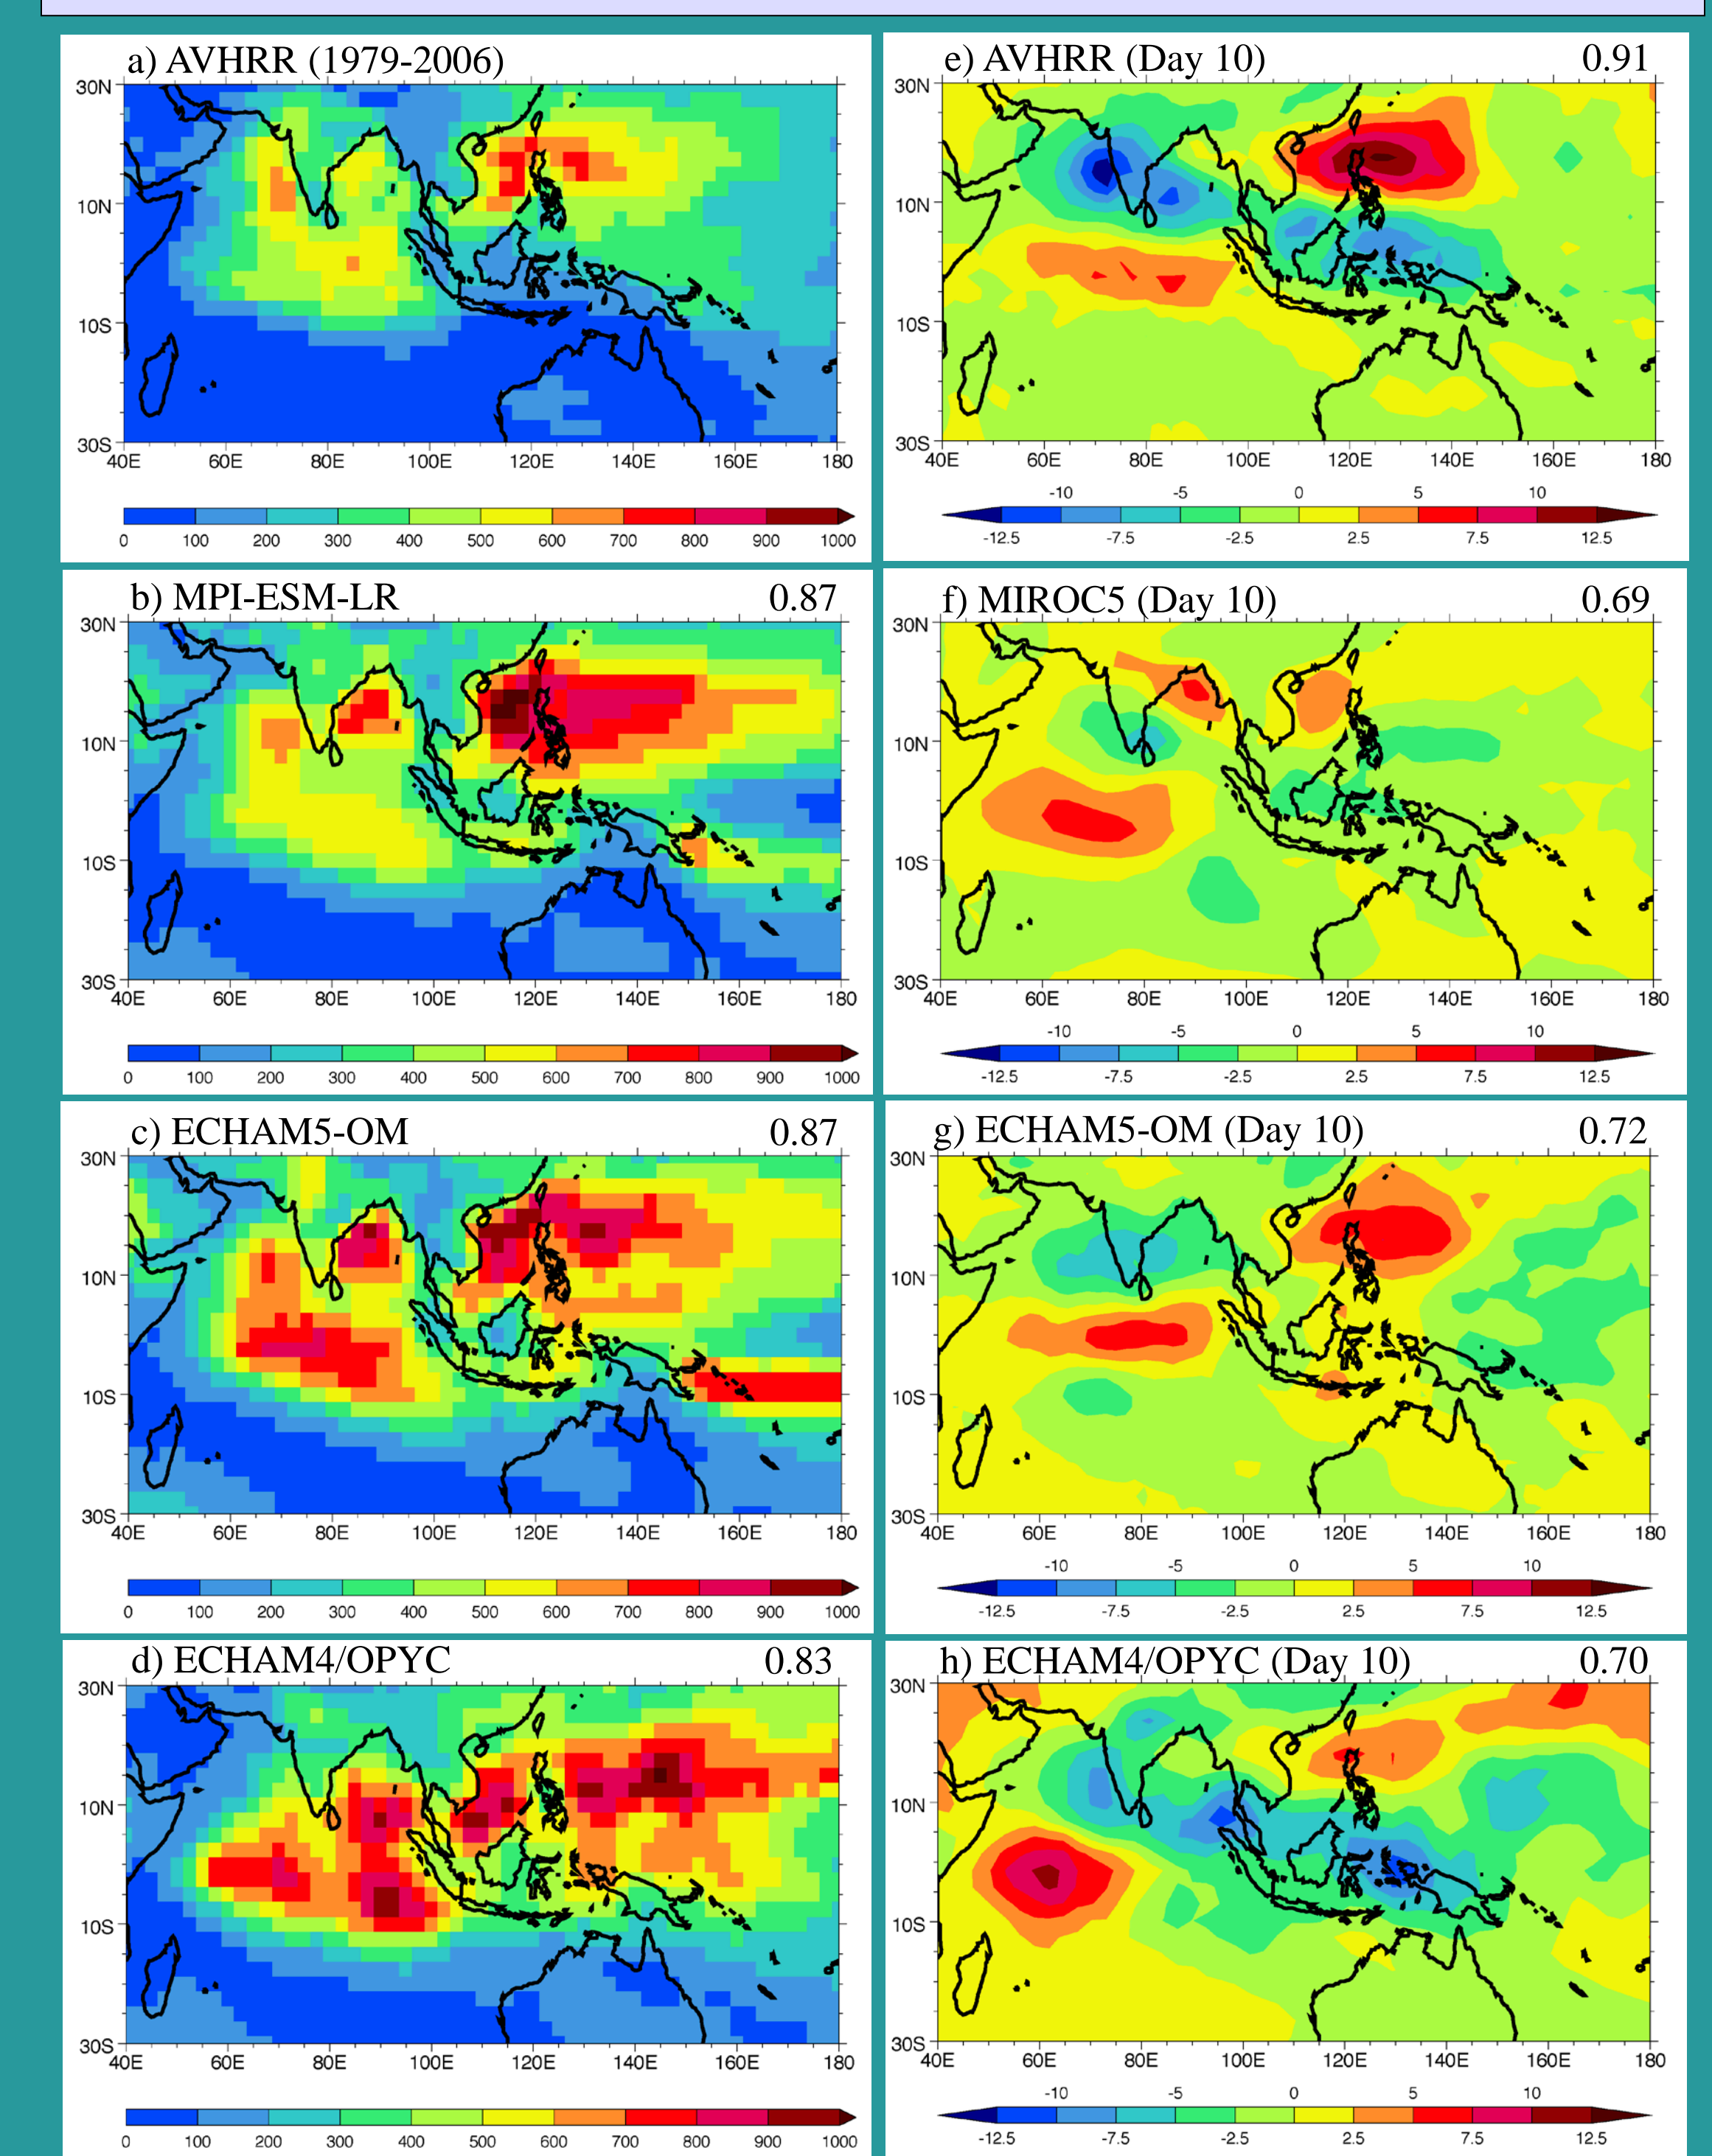 a) AVHRR (1979-2006)
30N
10N
10S
30S
40E 60E 80E 100E 120E 140E 160E 180
0 100 200 300 400 500 600 700 800 900 1000
e) AVHRR (Day 10) 0.91
30N
10N
10S
30S
40E 60E 80E 100E 120E 140E 160E 180
-10 -5 0 5 10
-12.5 -7.5 -2.5 2.5 7.5 12.5
b) MPI-ESM-LR 0.87
30N
10N
10S
30S
40E 60E 80E 100E 120E 140E 160E 180
0 100 200 300 400 500 600 700 800 900 1000
f) MIROC5 (Day 10) 0.69
30N
10N
10S
30S
40E 60E 80E 100E 120E 140E 160E 180
-10 -5 0 5 10
-12.5 -7.5 -2.5 2.5 7.5 12.5
c) ECHAM5-OM 0.87
30N
10N
10S
30S
40E 60E 80E 100E 120E 140E 160E 180
0 100 200 300 400 500 600 700 800 900 1000
g) ECHAM5-OM (Day 10) 0.72
30N
10N
10S
30S
40E 60E 80E 100E 120E 140E 160E 180
-10 -5 0 5 10
-12.5 -7.5 -2.5 2.5 7.5 12.5
d) ECHAM4/OPYC 0.83
30N
10N
10S
30S
40E 60E 80E 100E 120E 140E 160E 180
0 100 200 300 400 500 600 700 800 900 1000
h) ECHAM4/OPYC (Day 10) 0.70
30N
10N
10S
30S
40E 60E 80E 100E 120E 140E 160E 180
-10 -5 0 5 10
-12.5 -7.5 -2.5 2.5 7.5 12.5